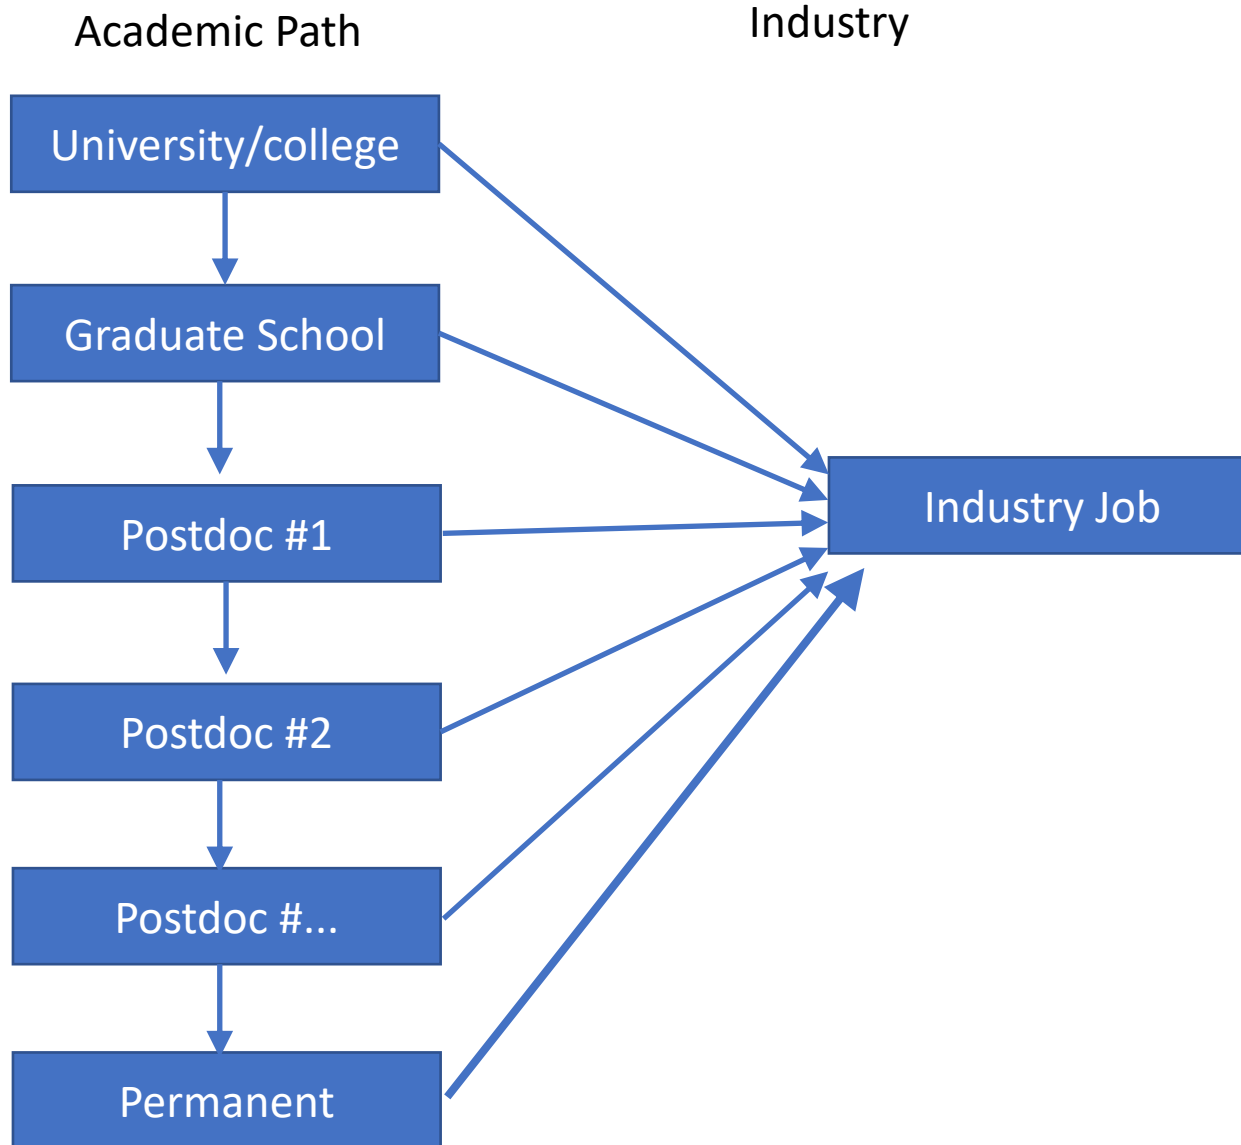 Academic Path
Industry
University/college
Graduate School
Postdoc #1
Industry Job
Postdoc #2
Postdoc #...
Permanent